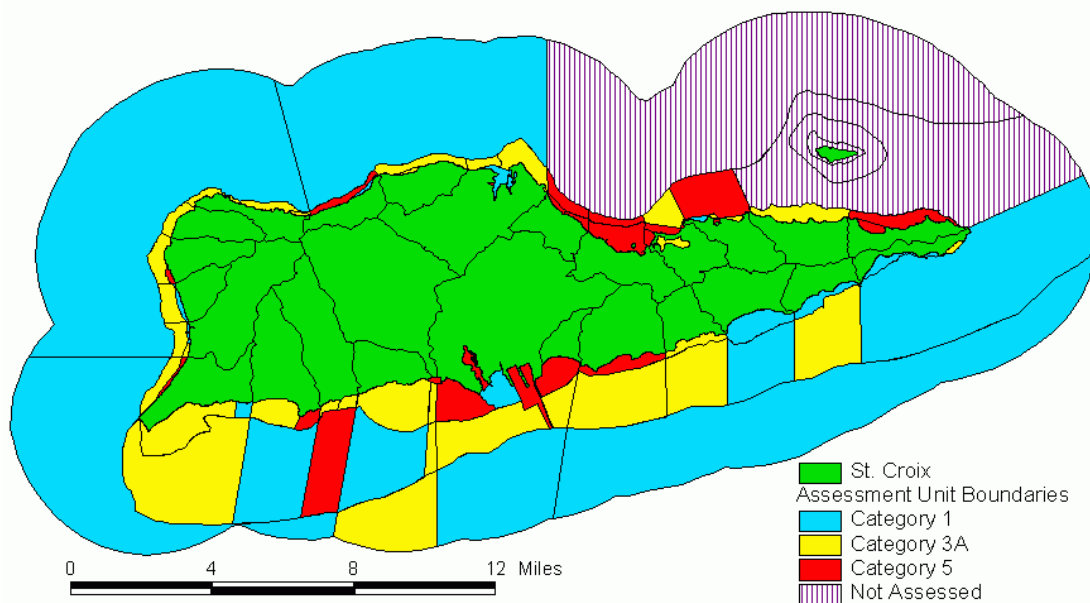 St. Croix
Assessment Unit Boundaries
Category 1
Category 3A
Category 5
Not Assessed
0 4 8 12 Miles